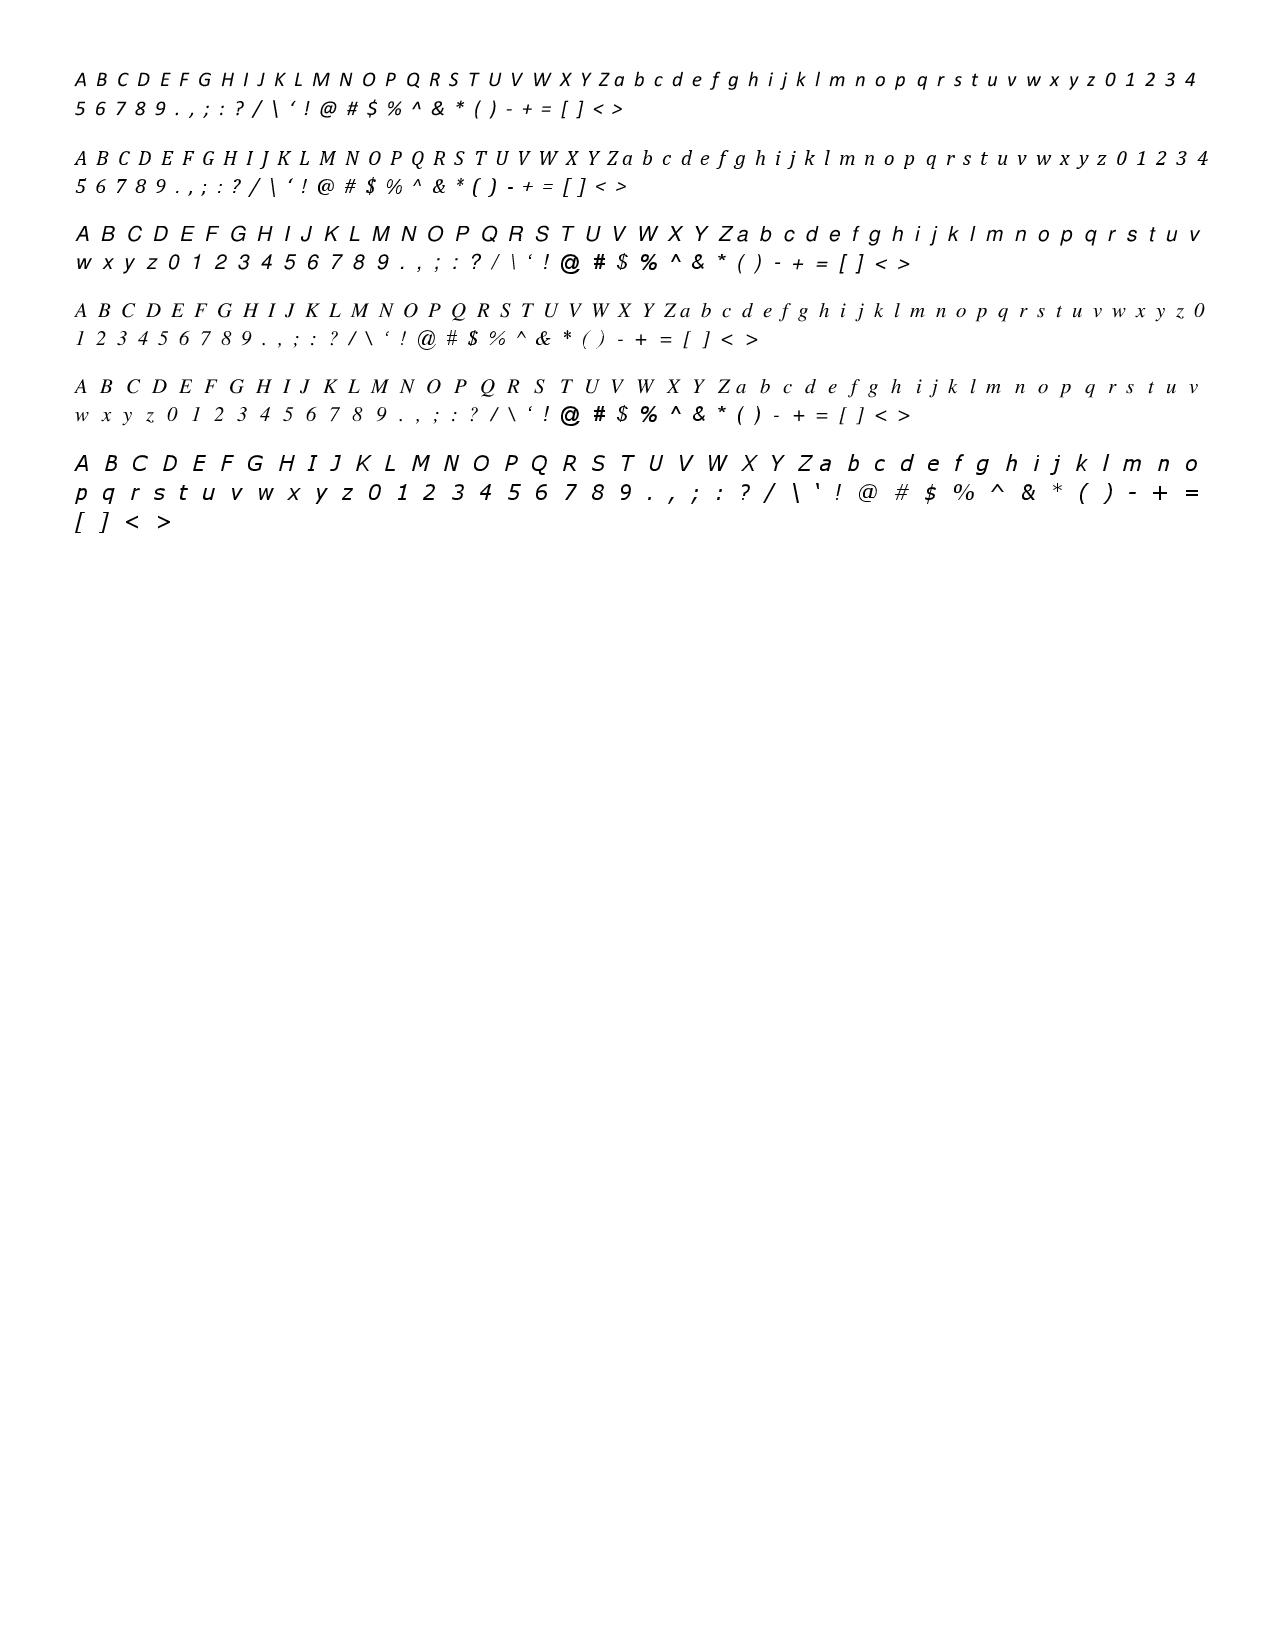 A B C D E F G H I J K L M N O P Q R S T U V W X Y Z a b c d e f g h i j k l m n o p q r s t u v w x y z 0 1 2 3 4
5 6 7 8 9 . , ; : ? / \ ‘ ! @ # $ % ^ & * ( ) - + = [ ] < >
A B C D E F G H I J K L M N O P Q R S T U V W X Y Z a b c d e f g h i j k l m n o p q r s t u v w x y z 0 1 2 3 4
5 6 7 8 9 . , ; : ? / \ ‘ ! @ # $ % ^ & * ( ) - + = [ ] < >
A B C D E F G H I J K L M N O P Q R S T U V W X Y Z a b c d e f g h i j k l m n o p q r s t u v
w x y z 0 1 2 3 4 5 6 7 8 9 . , ; : ? / \ ‘ ! @ # $ % ^ & * ( ) - + = [ ] < >
A B C D E F G H I J K L M N O P Q R S T U V W X Y Z a b c d e f g h i j k l m n o p q r s t u v w x y z 0
1 2 3 4 5 6 7 8 9 . , ; : ? / \ ‘ ! @ # $ % ^ & * ( ) - + = [ ] < >
A B C D E F G H I J K L M N O P Q R S T U V W X Y Z a b c d e f g h i j k l m n o p q r s t u v
w x y z 0 1 2 3 4 5 6 7 8 9 . , ; : ? / \ ‘ ! @ # $ % ^ & * ( ) - + = [ ] < >
A B C D E F G H I J K L M N O P Q R S T U V W X Y Z a b c d e f g h i j k l m n o
p q r s t u v w x y z 0 1 2 3 4 5 6 7 8 9 . , ; : ? / \ ‘ ! @ # $ % ^ & * ( ) - + =
[ ] < >